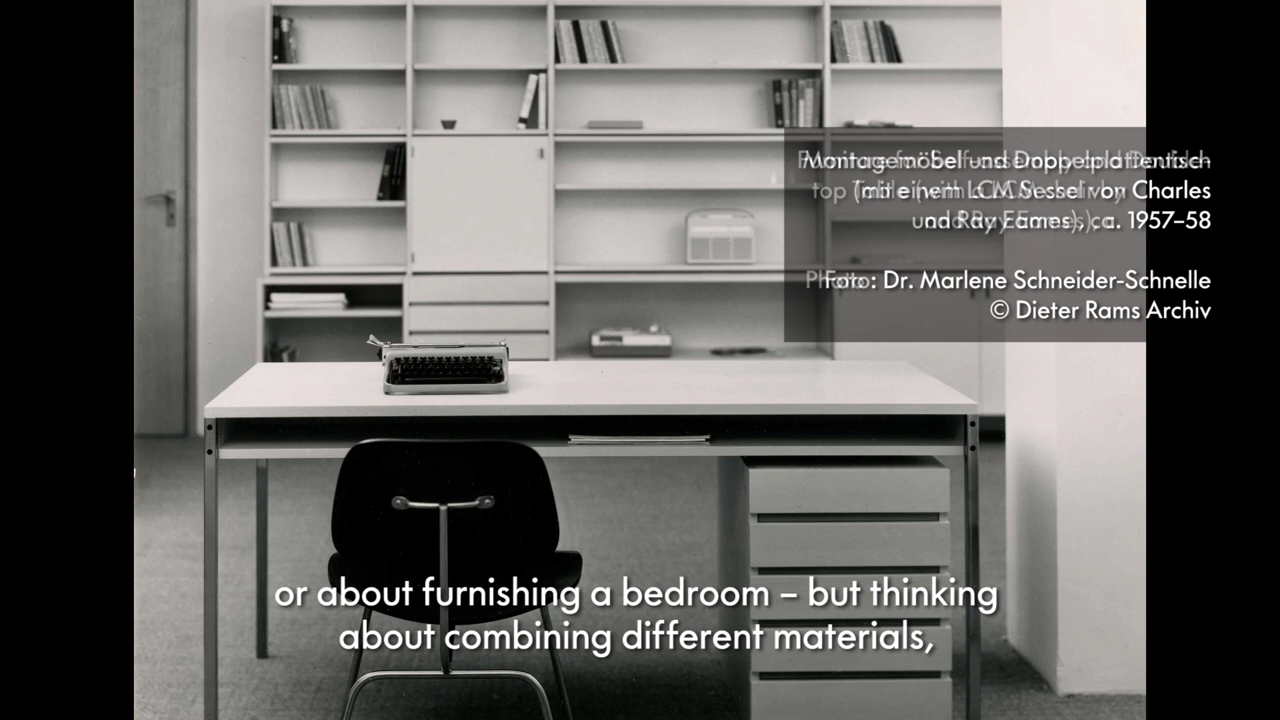 Montagemöbel und Doppelplattentisch
(mit einem LCM Sessel von Charles
und Ray Eames), ca. 1957–58
Foto: Dr. Marlene Schneider-Schnelle
© Dieter Rams Archiv
or about furnishing a bedroom – but thinking
about combining different materials,